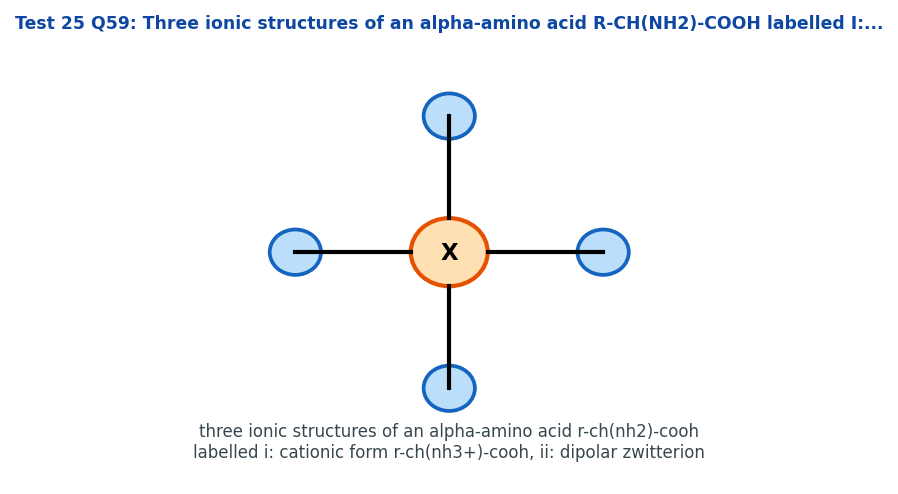 Test 25 Q59: Three ionic structures of an alpha-amino acid R-CH(NH2)-COOH labelled I:...
X
three ionic structures of an alpha-amino acid r-ch(nh2)-cooh
labelled i: cationic form r-ch(nh3+)-cooh, ii: dipolar zwitterion